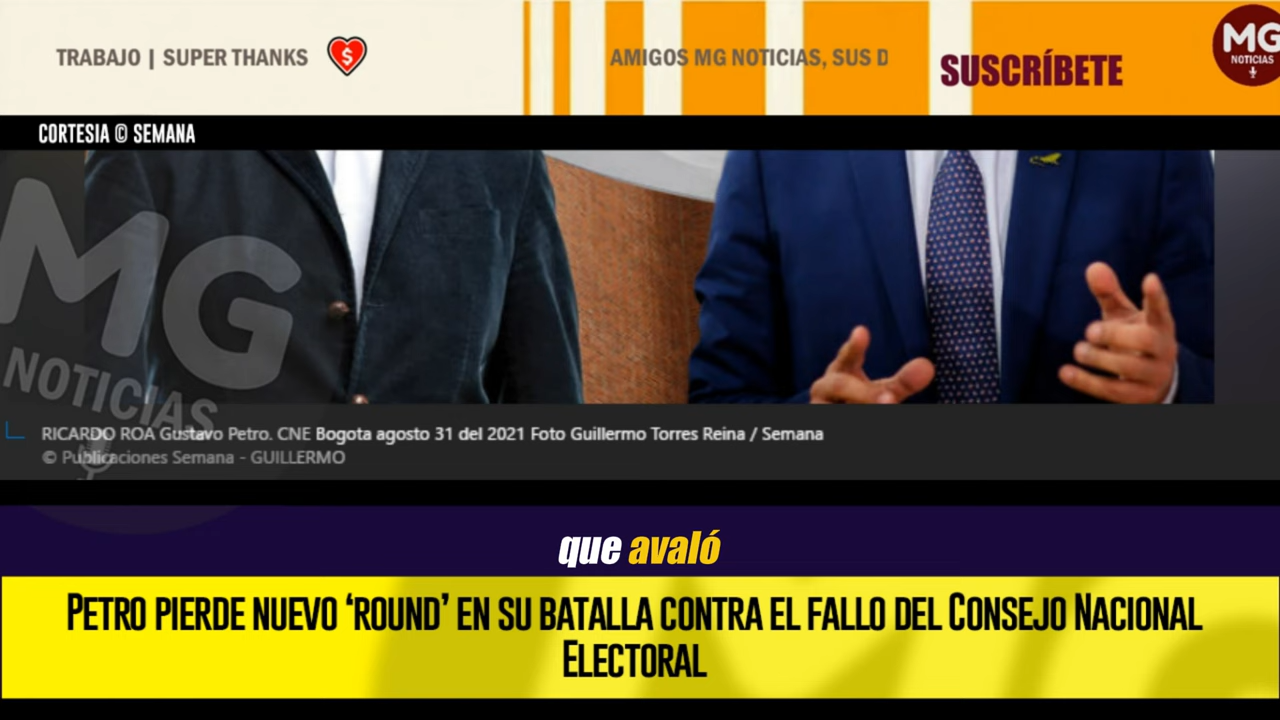 TRABAJO | SUPER THANKS
AMIGOS MG NOTICIAS, SUS D
SUSCRÍBETE
MG
NOTICIAS
CORTESIA © SEMANA
MG
NOTICIAS
RICARDO ROA Gustavo Petro. CNE Bogota agosto 31 del 2021 Foto Guillermo Torres Reina / Semana
© Publicaciones Semana - GUILLERMO
que avaló
PETRO PIERDE NUEVO ‘ROUND’ EN SU BATALLA CONTRA EL FALLO DEL CONSEJO NACIONAL
ELECTORAL